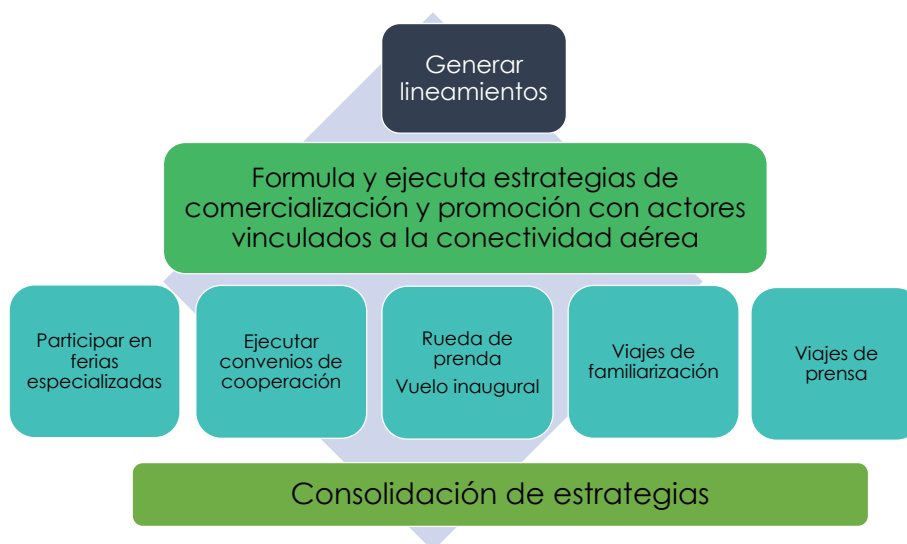 Generar
lineamientos
Formula y ejecuta estrategias de
comercialización y promoción con actores
vinculados a la conectividad aérea
Participar en
ferias
especializadas
Ejecutar
convenios de
cooperación
Rueda de
prenda
Vuelo inaugural
Viajes de
familiarización
Viajes de
prensa
Consolidación de estrategias